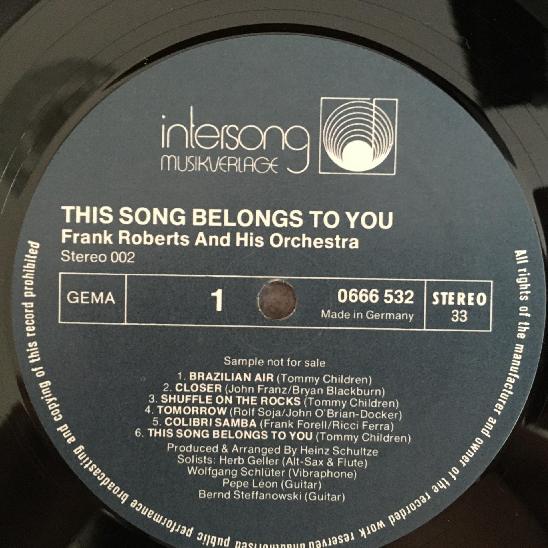 intersong
MUSIKVERLAGE
THIS SONG BELONGS TO YOU
Frank Roberts And His Orchestra
Stereo 002
GEMA
1
0666 532
Made in Germany
STEREO
33
Sample not for sale
1. BRAZILIAN AIR (Tommy Children)
2. CLOSER (John Franz/Bryan Blackburn)
3. SHUFFLE ON THE ROCKS (Tommy Children)
4. TOMORROW (Rolf Soja/John O'Brian-Docker)
5. COLIBRI SAMBA (Frank Forell/Ricci Ferra)
6. THIS SONG BELONGS TO YOU (Tommy Children)
Produced & Arranged By Heinz Schultze
Solists: Herb Geller (Alt-Sax & Flute)
Wolfgang Schlüter (Vibraphone)
Pepe Léon (Guitar)
Bernd Steffanowski (Guitar)
All rights of the manufacturer and owner of the recorded work reserved unauthorised public performance broadcasting and copying of this record prohibited